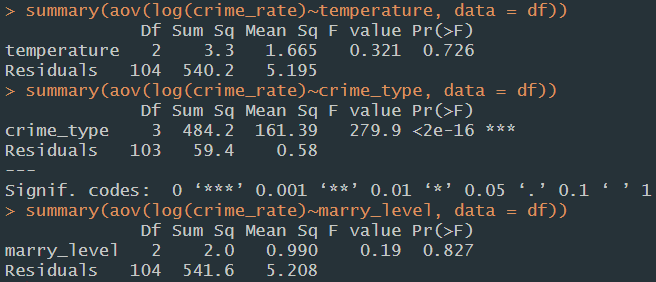 > summary(aov(log(crime_rate)~temperature, data = df))
             Df Sum Sq Mean Sq F value Pr(>F)
temperature   2    3.3   1.665   0.321  0.726
Residuals   104  540.2   5.195
> summary(aov(log(crime_rate)~crime_type, data = df))
             Df Sum Sq Mean Sq F value Pr(>F)
crime_type    3  484.2  161.39   279.9 <2e-16 ***
Residuals   103   59.4    0.58
---
Signif. codes:  0 ‘***’ 0.001 ‘**’ 0.01 ‘*’ 0.05 ‘.’ 0.1 ‘ ’ 1
> summary(aov(log(crime_rate)~marry_level, data = df))
             Df Sum Sq Mean Sq F value Pr(>F)
marry_level   2    2.0   0.990    0.19  0.827
Residuals   104  541.6   5.208